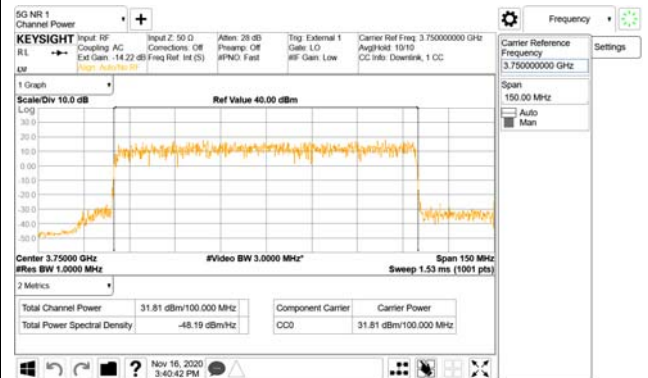 5G NR 1
Channel Power
Frequency
KEYSIGHT Input: RF Input Z: 50 Ω Atten: 28 dB Trig: External 1 Carrier Ref Freq: 3.750000000 GHz
RL Coupling: AC Corrections: Off Preamp: Off Gate: LO Avg|Hold: 10/10
Ext Gain: -14.22 dB Freq Ref: Int (S) #PNO: Fast #IF Gain: Low CC Info: Downlink, 1 CC
Align: Auto/No RF
Carrier Reference Frequency
3.750000000 GHz
Settings
Span
150.00 MHz
Auto
Man
1 Graph
Scale/Div 10.0 dB Ref Value 40.00 dBm
Log
30.0
20.0
10.0
0.00
-10.0
-20.0
-30.0
-40.0
-50.0
Center 3.75000 GHz #Video BW 3.0000 MHz* Span 150 MHz
#Res BW 1.0000 MHz Sweep 1.53 ms (1001 pts)
2 Metrics
Total Channel Power 31.81 dBm/100.000 MHz Component Carrier Carrier Power
Total Power Spectral Density -48.19 dBm/Hz CC0 31.81 dBm/100.000 MHz
Nov 16, 2020
3:40:42 PM